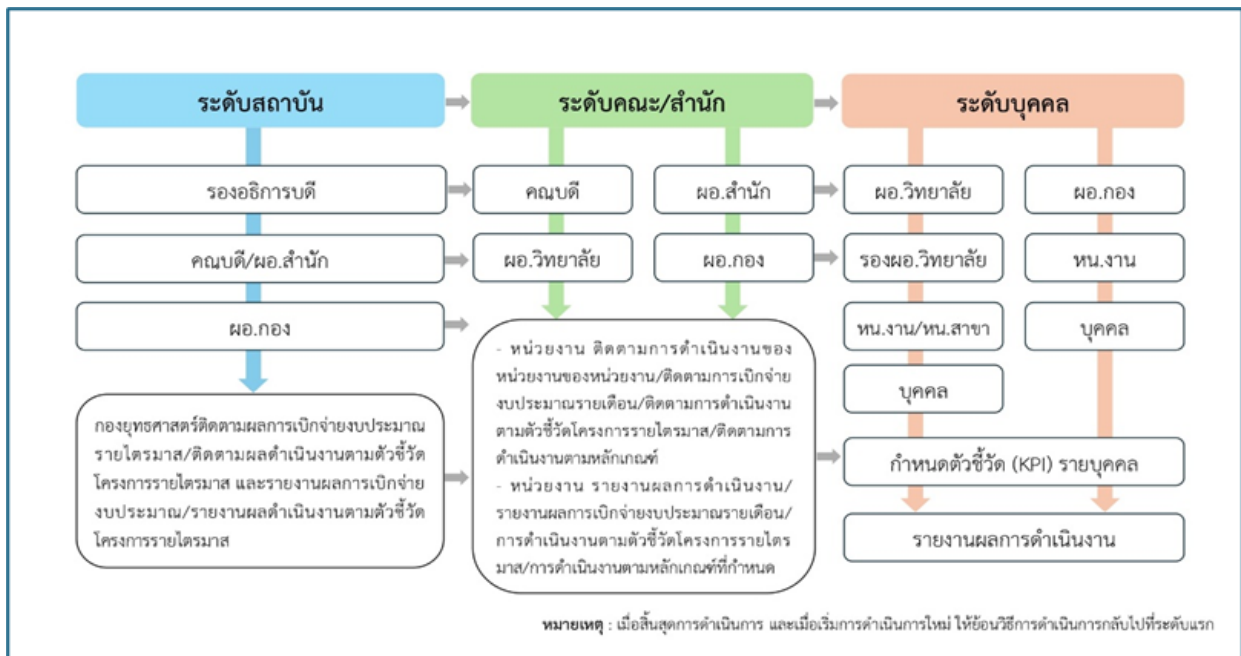 ระดับสถาบัน
ระดับคณะ/สำนัก
ระดับบุคคล
รองอธิการบดี
คณบดี
ผอ.สำนัก
ผอ.วิทยาลัย
ผอ.กอง
คณบดี/ผอ.สำนัก
ผอ.วิทยาลัย
ผอ.กอง
รองผอ.วิทยาลัย
หน.งาน
ผอ.กอง
หน.งาน/หน.สาขา
บุคคล
บุคคล
กองยุทธศาสตร์ติดตามผลการเบิกจ่ายงบประมาณ
รายไตรมาส/ติดตามผลดำเนินงานตามตัวชี้วัด
โครงการรายไตรมาส และรายงานผลการเบิกจ่าย
งบประมาณ/รายงานผลดำเนินงานตามตัวชี้วัด
โครงการรายไตรมาส
- หน่วยงาน ติดตามการดำเนินงานของ
หน่วยงานของหน่วยงาน/ติดตามการเบิกจ่าย
งบประมาณรายเดือน/ติดตามการดำเนินงาน
ตามตัวชี้วัดโครงการรายไตรมาส/ติดตามการ
ดำเนินงานตามหลักเกณฑ์
- หน่วยงาน รายงานผลการดำเนินงาน/
รายงานผลการเบิกจ่ายงบประมาณรายเดือน/
การดำเนินงานตามตัวชี้วัดโครงการรายไตร
มาส/การดำเนินงานตามหลักเกณฑ์ที่กำหนด
กำหนดตัวชี้วัด (KPI) รายบุคคล
รายงานผลการดำเนินงาน
หมายเหตุ : เมื่อสิ้นสุดการดำเนินการ และเมื่อเริ่มการดำเนินการใหม่ ให้ย้อนวิธีการดำเนินการกลับไปที่ระดับแรก